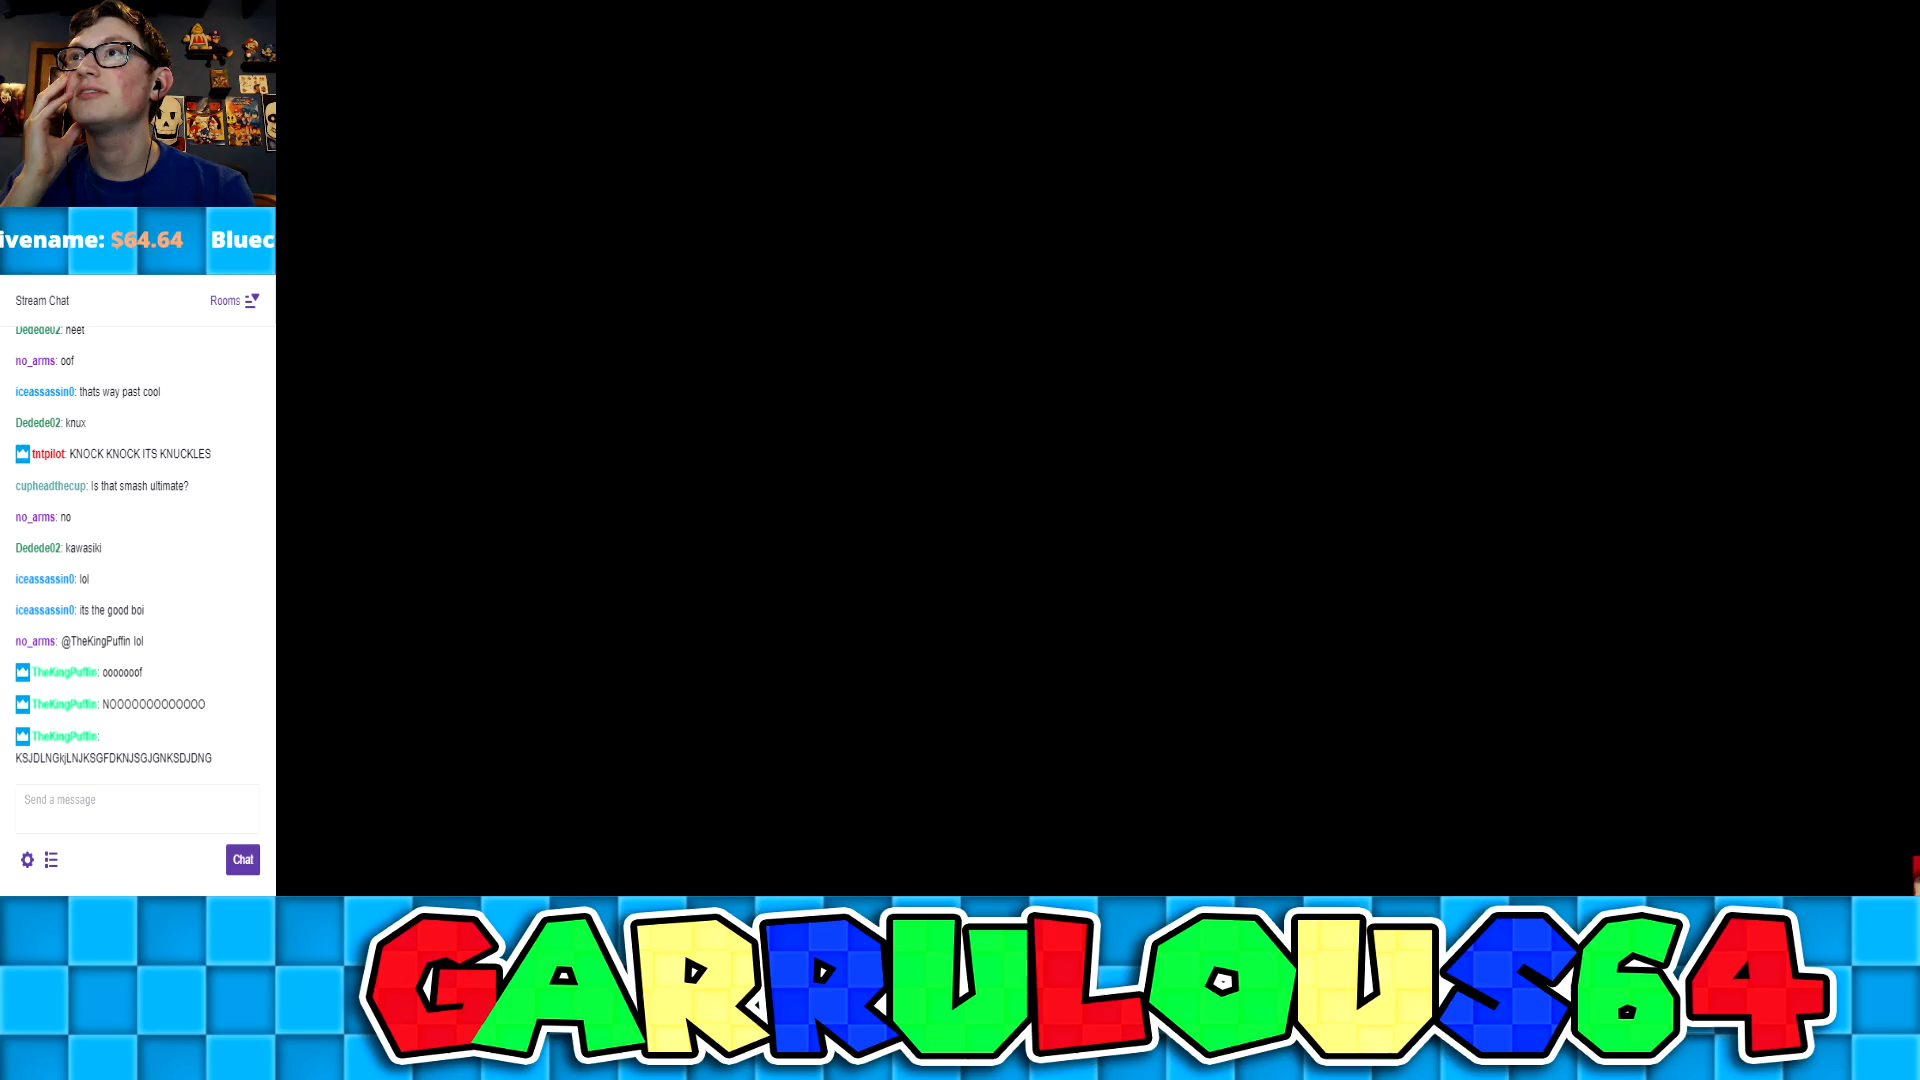 ivename: $64.64 Bluec
Stream Chat Rooms
Dedede02: neet
no_arms: oof
iceassassin0: thats way past cool
Dedede02: knux
tntpilot: KNOCK KNOCK ITS KNUCKLES
cupheadthecup: Is that smash ultimate?
no_arms: no
Dedede02: kawasiki
iceassassin0: lol
iceassassin0: its the good boi
no_arms: @TheKingPuffin lol
TheKingPuffin: ooooooof
TheKingPuffin: NOOOOOOOOOOOOO
TheKingPuffin:
KSJDLNGkjLNJKSGFDKNJSGJGNKSDJDNG
Send a message
Chat
GARRULOUS64